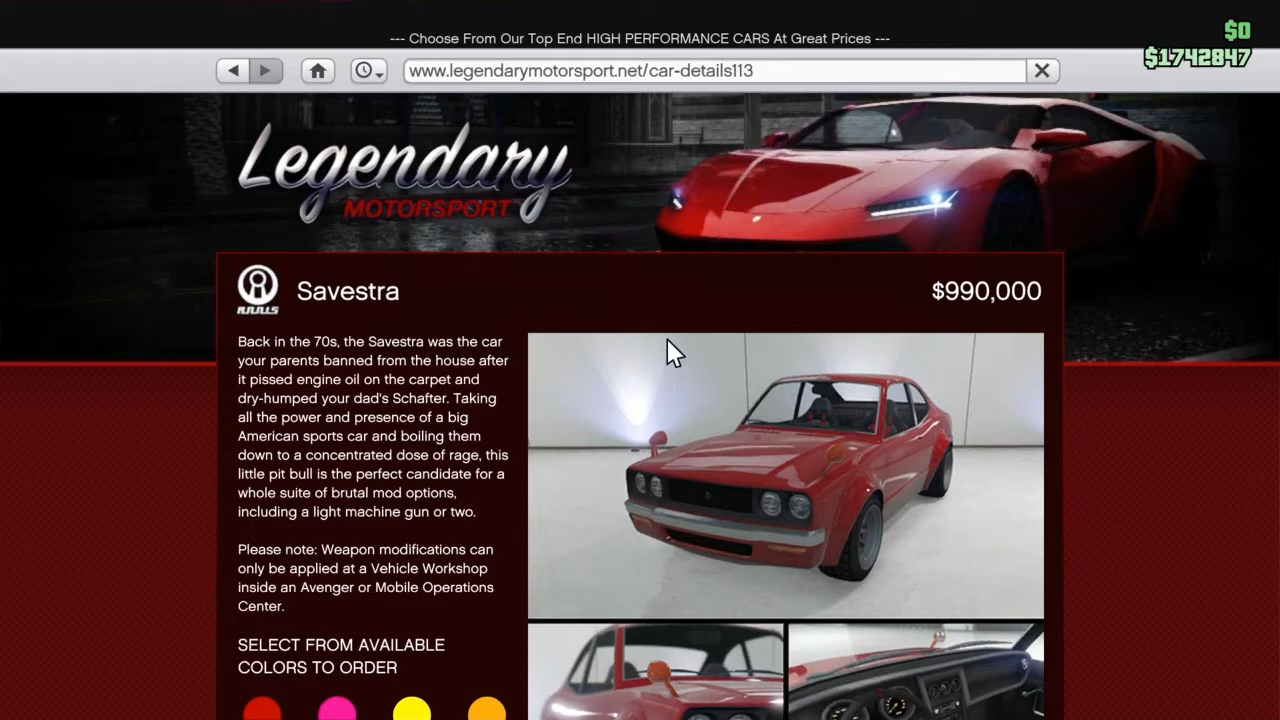 --- Choose From Our Top End HIGH PERFORMANCE CARS At Great Prices ---
$0
$1742847
www.legendarymotorsport.net/car-details113
Legendary
MOTORSPORT
Savestra
$990,000
Back in the 70s, the Savestra was the car
your parents banned from the house after
it pissed engine oil on the carpet and
dry-humped your dad's Schafter. Taking
all the power and presence of a big
American sports car and boiling them
down to a concentrated dose of rage, this
little pit bull is the perfect candidate for a
whole suite of brutal mod options,
including a light machine gun or two.
Please note: Weapon modifications can
only be applied at a Vehicle Workshop
inside an Avenger or Mobile Operations
Center.
SELECT FROM AVAILABLE
COLORS TO ORDER